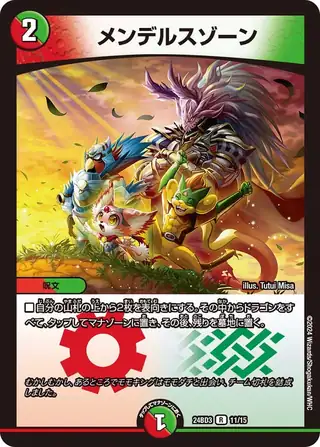 2
メンデルスゾーン
illus. Tutui Misa
呪文
■自分の山札の上から2枚を表向きにする。その中からドラゴンをす
べて、タップしてマナゾーンに置き、その後、残りを墓地に置く。
むかしむかし、あるところでモモキングはモモダチと出会い、チーム切札を結成
しました。
©2024 Wizards/Shogakukan/WHC
1
24BD3 R 11/15